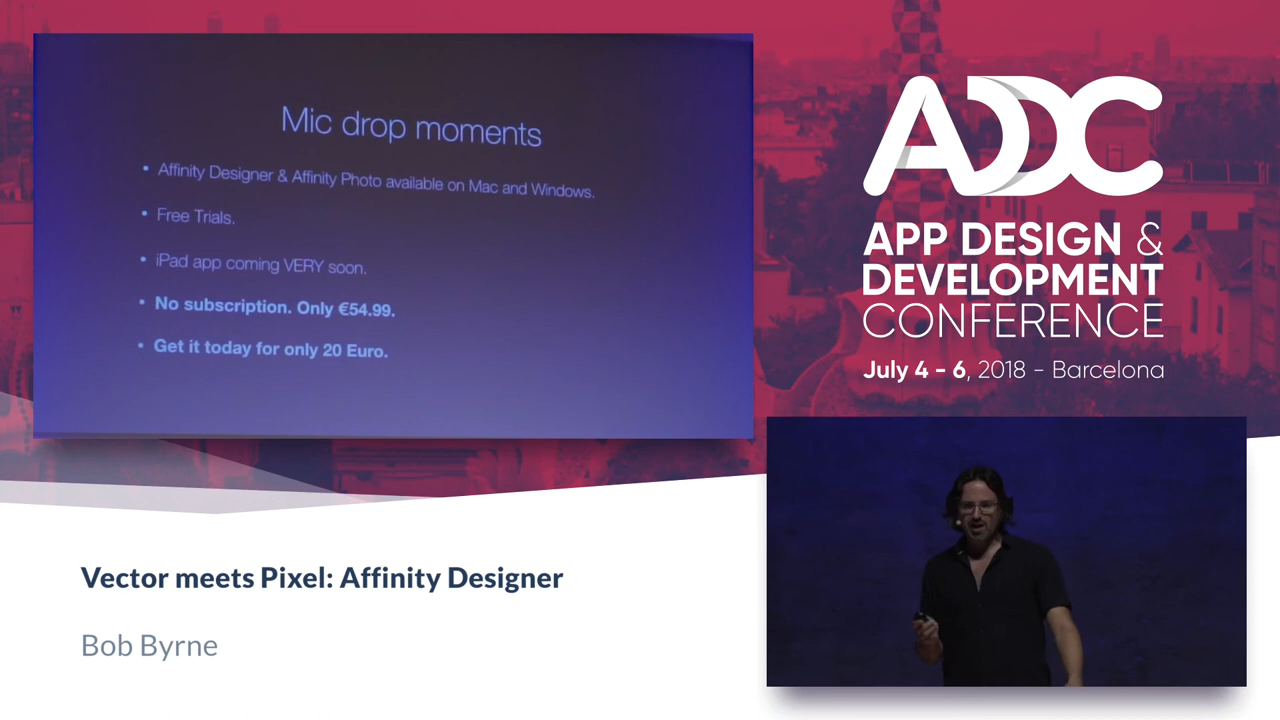 Mic drop moments
• Affinity Designer & Affinity Photo available on Mac and Windows.
• Free Trials.
• iPad app coming VERY soon.
• No subscription. Only €54.99.
• Get it today for only 20 Euro.
ADC
APP DESIGN &
DEVELOPMENT
CONFERENCE
July 4 - 6, 2018 - Barcelona
Vector meets Pixel: Affinity Designer
Bob Byrne